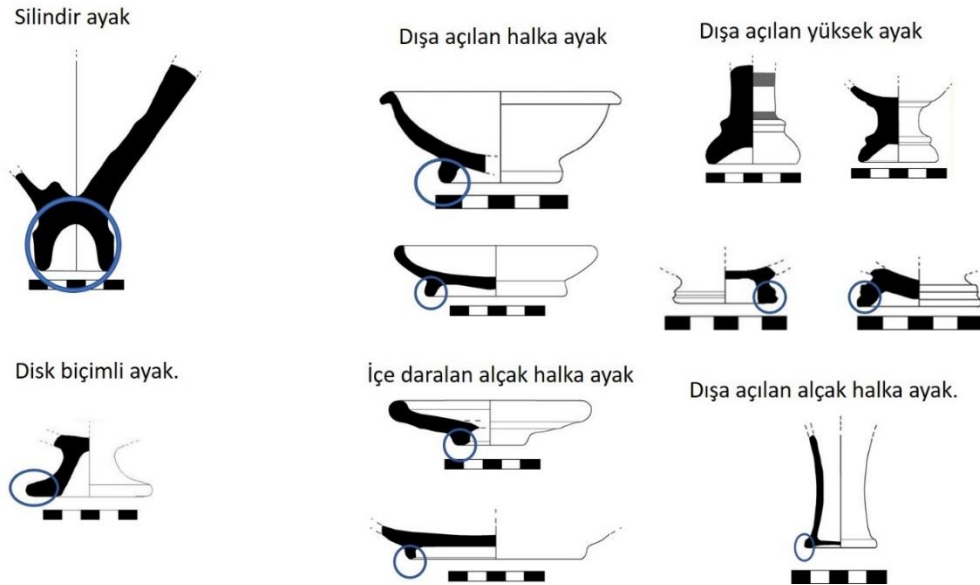 Silindir ayak
Dışa açılan halka ayak
Dışa açılan yüksek ayak
Disk biçimli ayak.
İçe daralan alçak halka ayak
Dışa açılan alçak halka ayak.